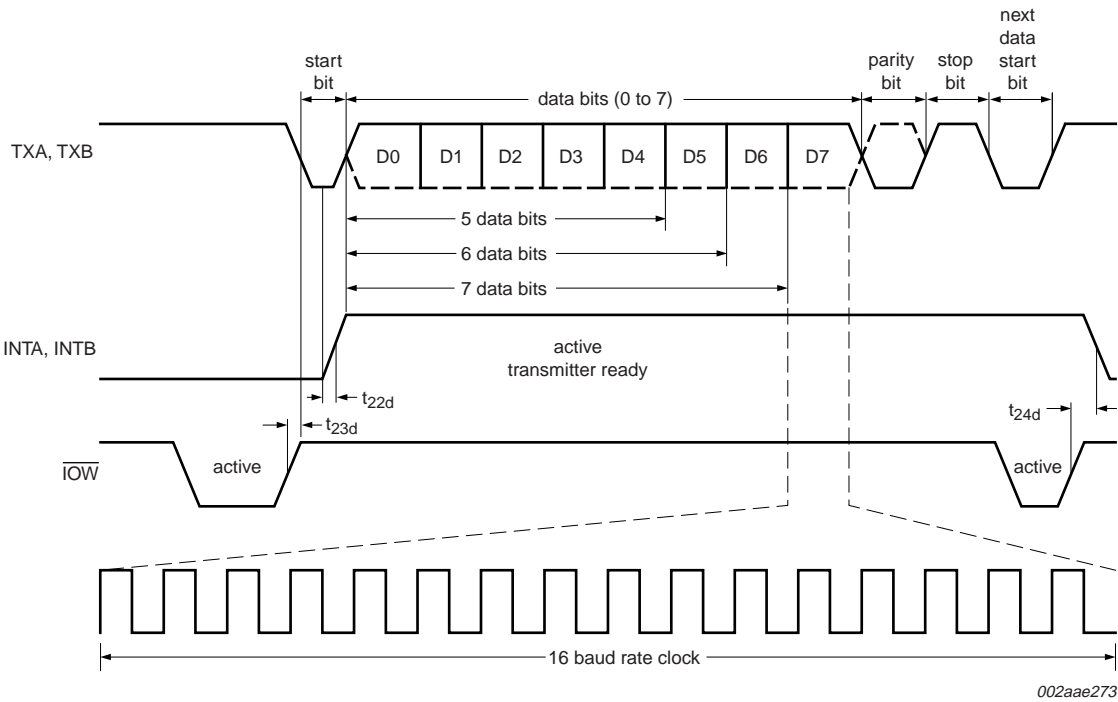 start
bit
data bits (0 to 7)
parity
bit
stop
bit
next
data
start
bit
TXA, TXB
D0 D1 D2 D3 D4 D5 D6 D7
5 data bits
6 data bits
7 data bits
INTA, INTB
active
transmitter ready
t22d
t23d
t24d
IOW
active
active
16 baud rate clock
002aae273